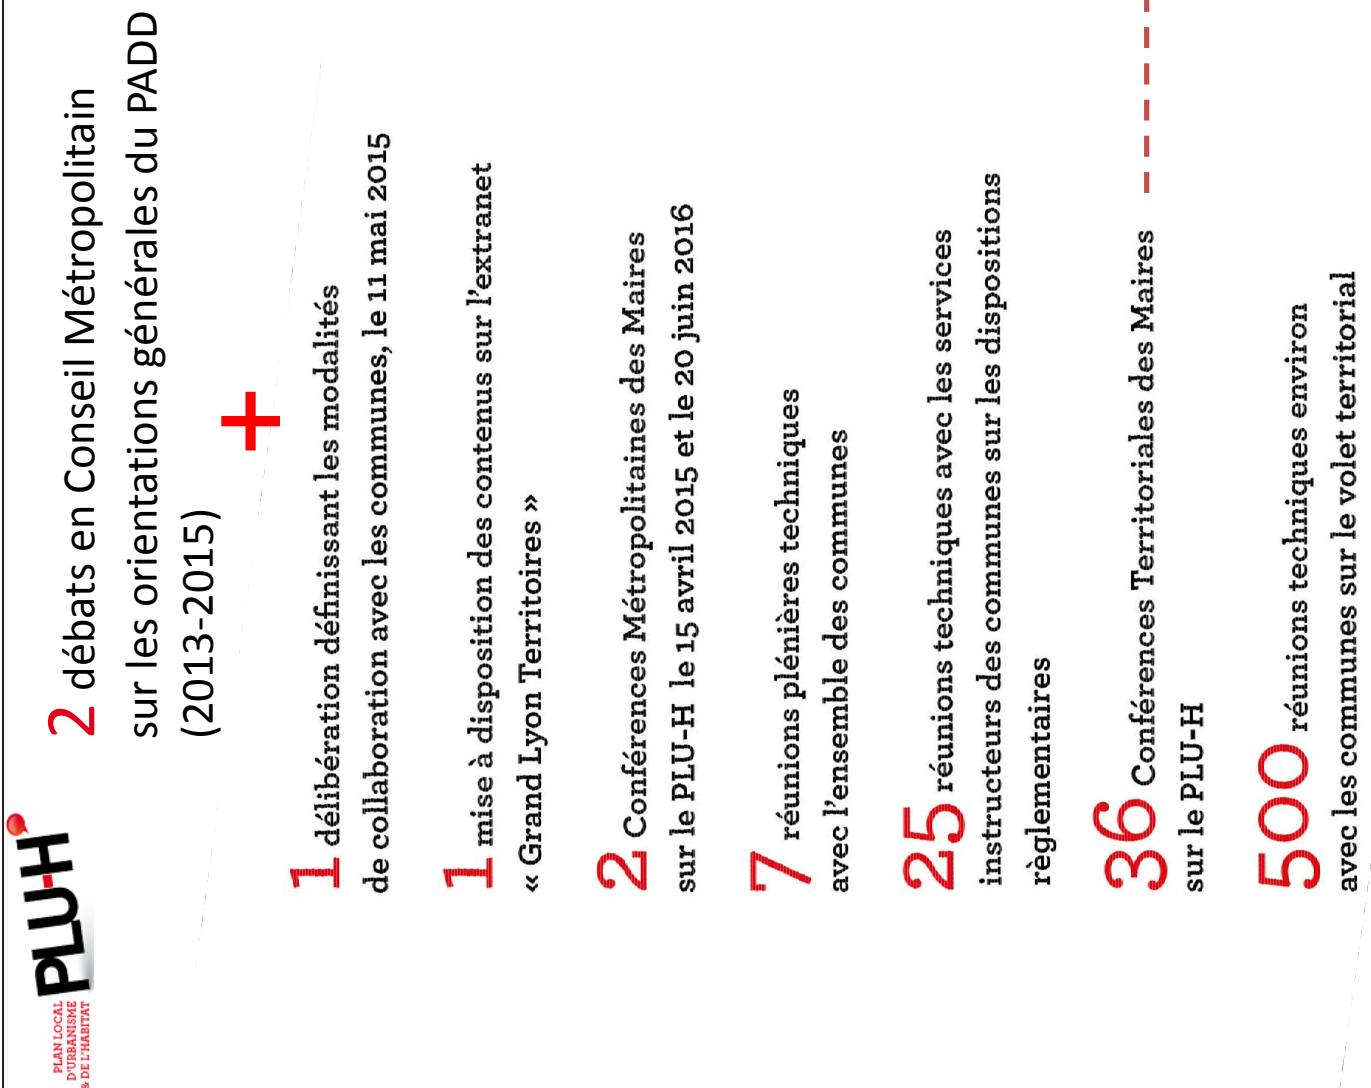 PLAN LOCAL
D'URBANISME
& DE L'HABITAT
PLU-H
2 débats en Conseil Métropolitain
sur les orientations générales du PADD
(2013-2015)
+
1 délibération définissant les modalités
de collaboration avec les communes, le 11 mai 2015
1 mise à disposition des contenus sur l'extranet
« Grand Lyon Territoires »
2 Conférences Métropolitaines des Maires
sur le PLU-H le 15 avril 2015 et le 20 juin 2016
7 réunions plénières techniques
avec l'ensemble des communes
25 réunions techniques avec les services
instructeurs des communes sur les dispositions
règlementaires
36 Conférences Territoriales des Maires
sur le PLU-H
500 réunions techniques environ
avec les communes sur le volet territorial